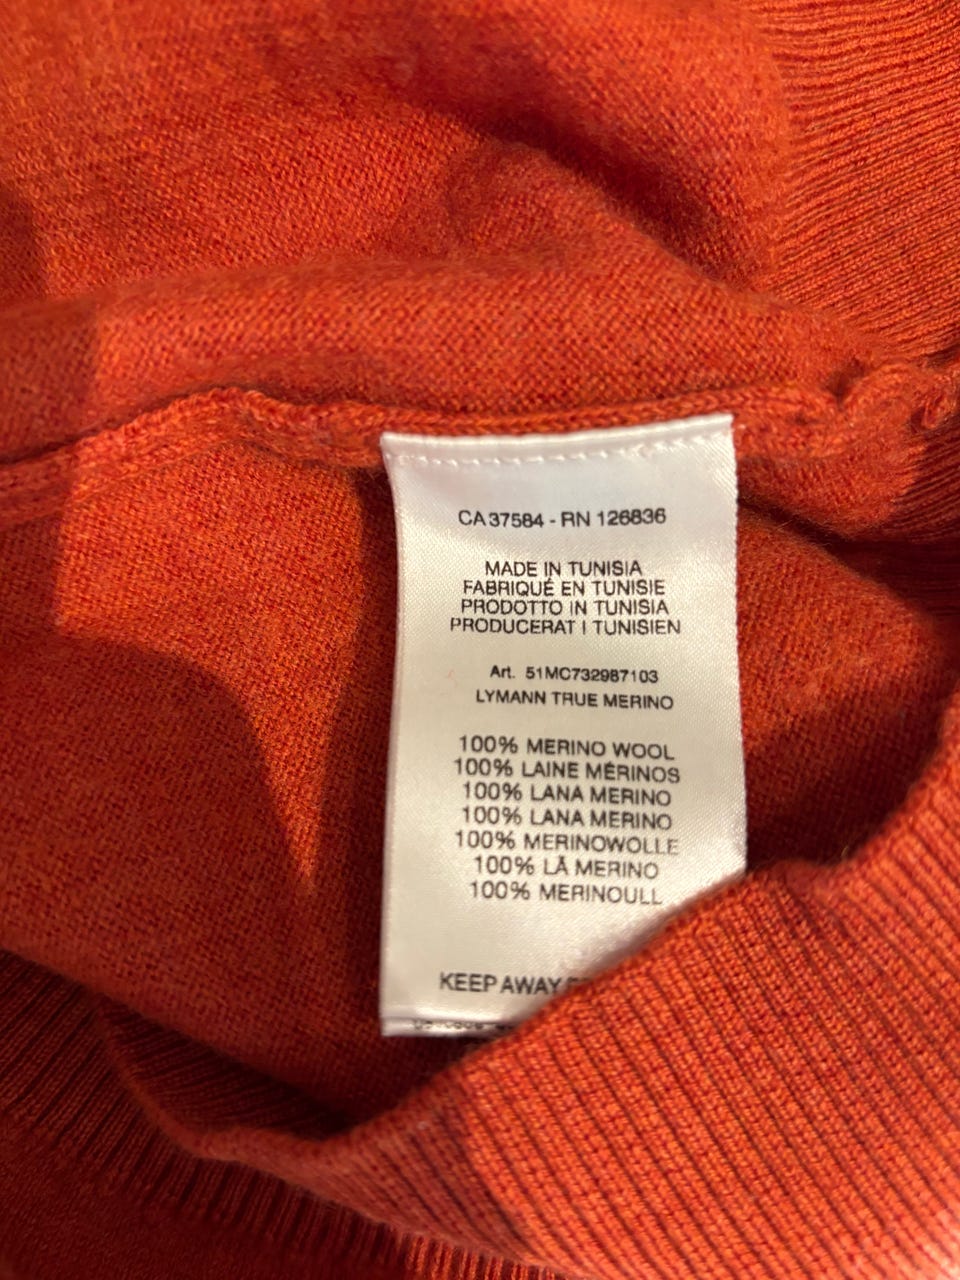 CA 37584 - RN 126836
MADE IN TUNISIA
FABRIQUÉ EN TUNISIE
PRODOTTO IN TUNISIA
PRODUCERAT I TUNISIEN
Art. 51MC732987103
LYMANN TRUE MERINO
100% MERINO WOOL
100% LAINE MÉRINOS
100% LANA MERINO
100% LANA MERINO
100% MERINOWOLLE
100% LÃ MERINO
100% MERINOULL
KEEP AWAY